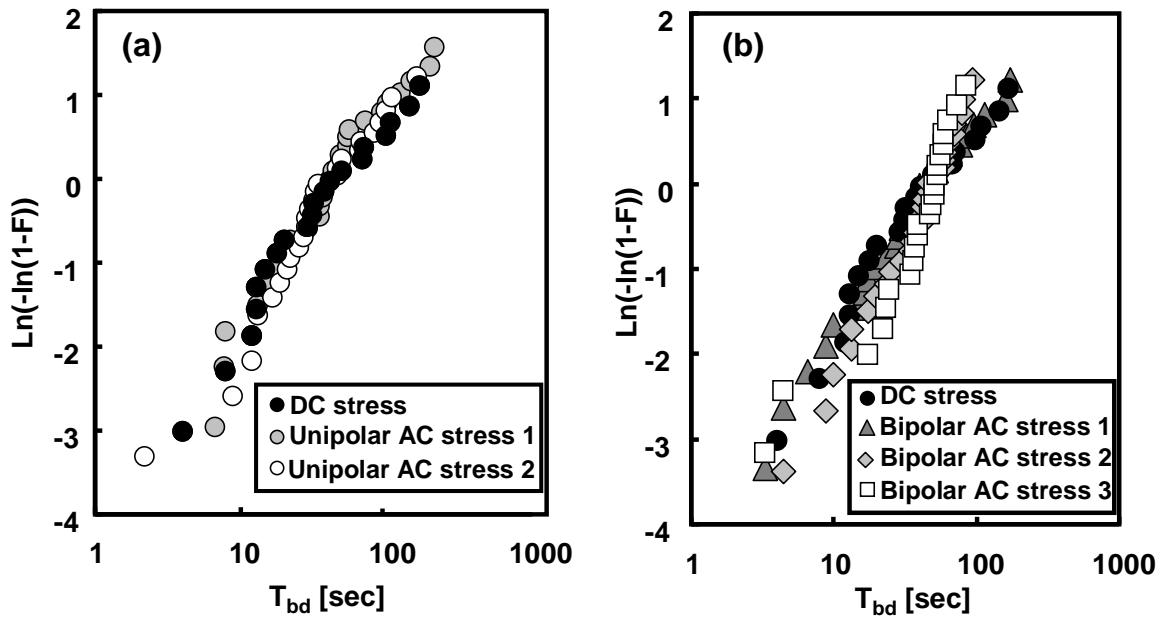 (a)
2
1
0
-1
-2
-3
-4
Ln(-ln(1-F))
DC stress
Unipolar AC stress 1
Unipolar AC stress 2
1 10 100 1000
Tbd [sec]
(b)
2
1
0
-1
-2
-3
-4
Ln(-ln(1-F))
DC stress
Bipolar AC stress 1
Bipolar AC stress 2
Bipolar AC stress 3
1 10 100 1000
Tbd [sec]